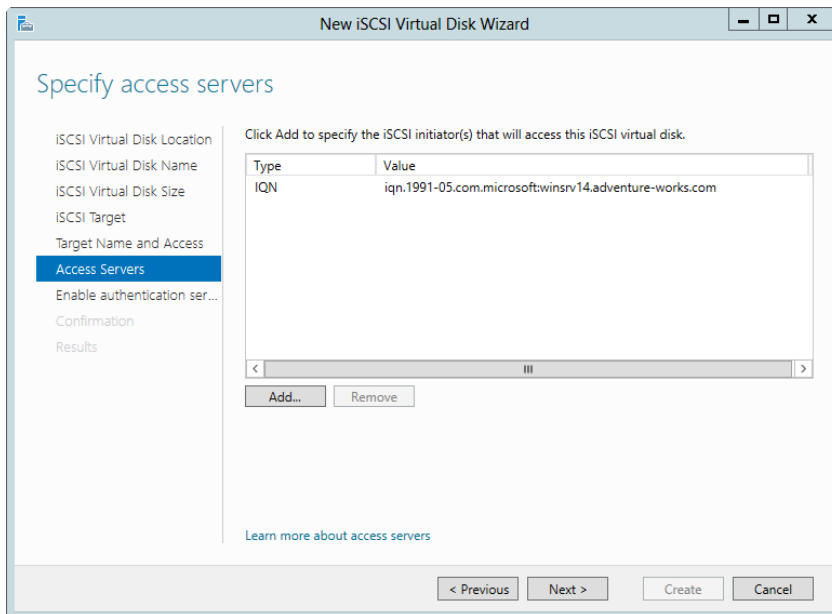 New iSCSI Virtual Disk Wizard
Specify access servers
iSCSI Virtual Disk Location
iSCSI Virtual Disk Name
iSCSI Virtual Disk Size
iSCSI Target
Target Name and Access
Access Servers
Enable authentication ser...
Confirmation
Results
Click Add to specify the iSCSI initiator(s) that will access this iSCSI virtual disk.
Type Value
IQN iqn.1991-05.com.microsoft:winsrv14.adventure-works.com
Add... Remove
Learn more about access servers
< Previous Next > Create Cancel